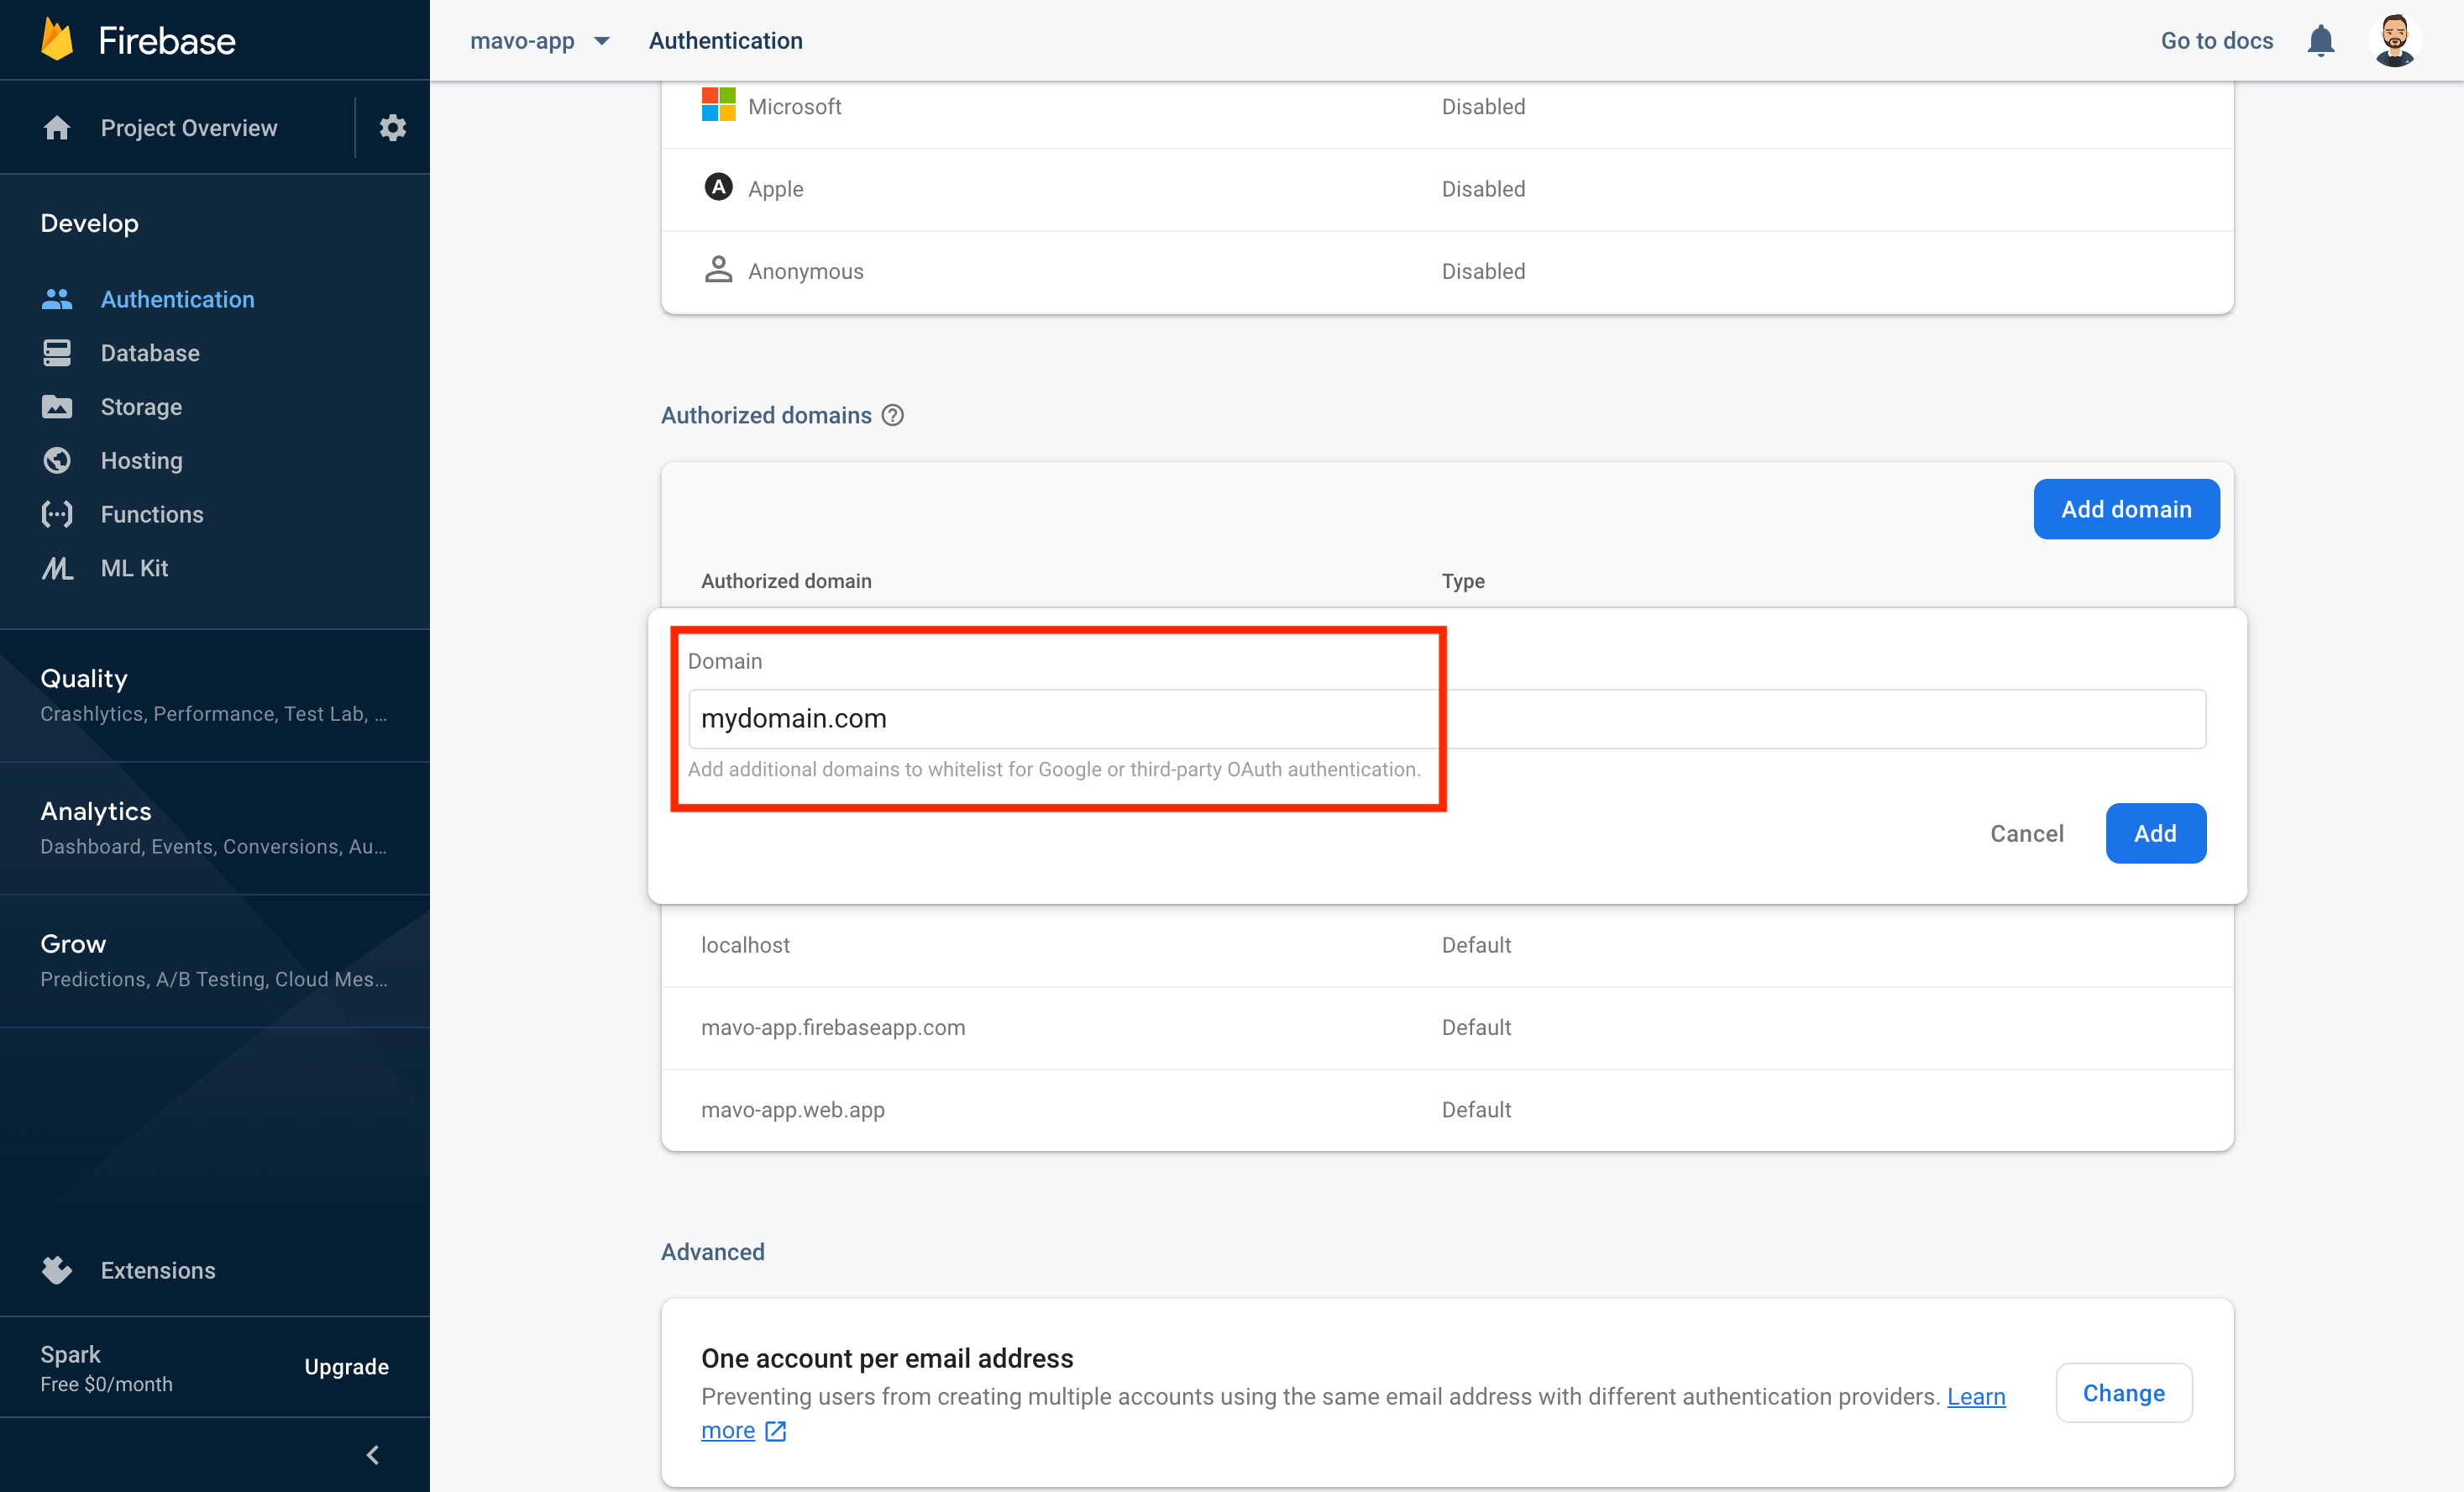 Firebase
mavo-app
Authentication
Go to docs
Project Overview
Develop
Authentication
Database
Storage
Hosting
Functions
ML Kit
Quality
Crashlytics, Performance, Test Lab, ...
Analytics
Dashboard, Events, Conversions, Au...
Grow
Predictions, A/B Testing, Cloud Mes...
Extensions
Spark
Free $0/month
Upgrade
Microsoft Disabled
Apple Disabled
Anonymous Disabled
Authorized domains
Add domain
Authorized domain Type
Domain
mydomain.com
Add additional domains to whitelist for Google or third-party OAuth authentication.
Cancel Add
localhost Default
mavo-app.firebaseapp.com Default
mavo-app.web.app Default
Advanced
One account per email address
Preventing users from creating multiple accounts using the same email address with different authentication providers. Learn
more
Change